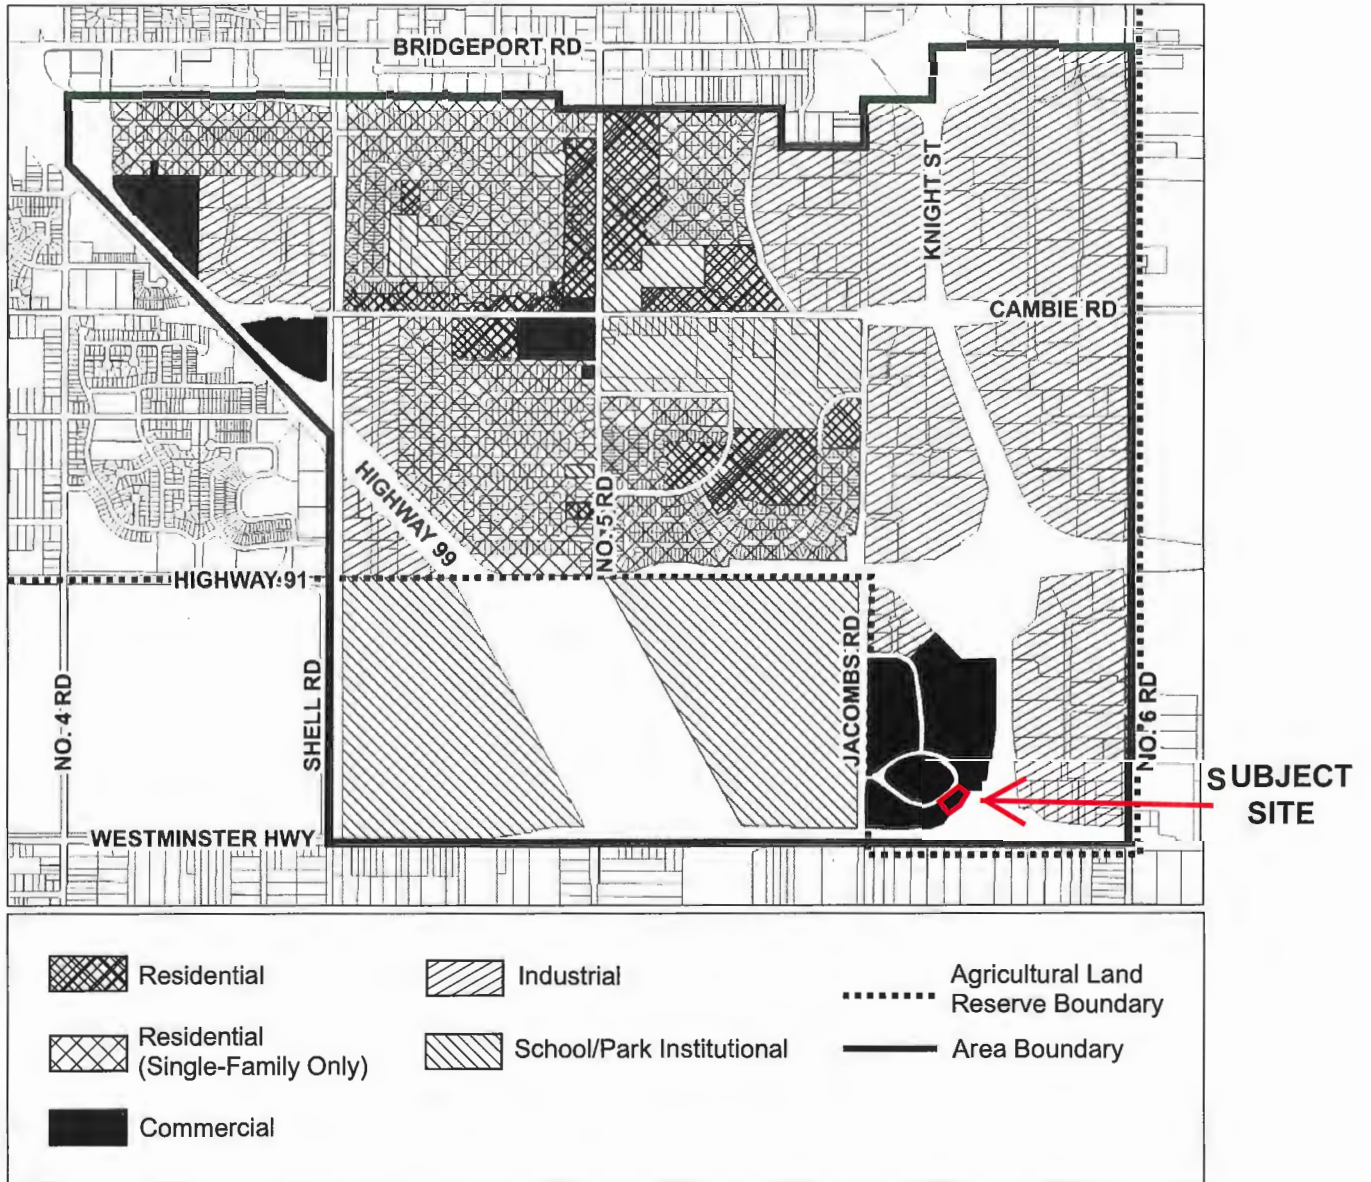 BRIDGEPORT RD
KNIGHT ST
CAMBIE RD
HIGHWAY 99
NO. 5 RD
HIGHWAY 91
NO. 4 RD
SHELL RD
JACOMBS RD
NO. 6 RD
SUBJECT
SITE
WESTMINSTER HWY
Residential
Industrial
Agricultural Land
Reserve Boundary
Residential
(Single-Family Only)
School/Park Institutional
Area Boundary
Commercial